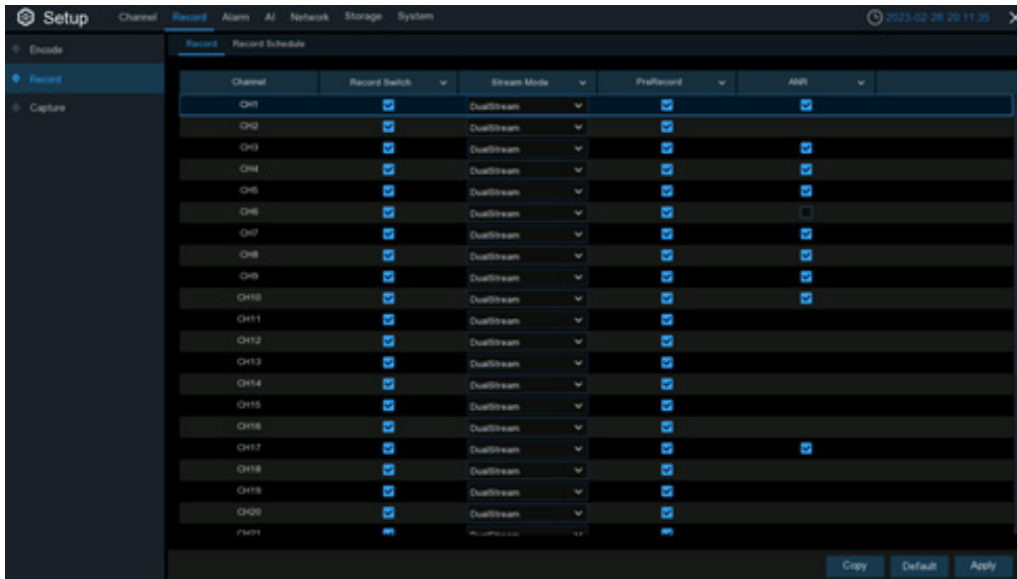 Setup Channel Record Alarm AI Network Storage System 2023-02-28 20:11:35
Encode
Record
Capture
Record Record Schedule
Channel Record Switch Stream Mode PreRecord ANR
CH1 DualStream
CH2 DualStream
CH3 DualStream
CH4 DualStream
CH5 DualStream
CH6 DualStream
CH7 DualStream
CH8 DualStream
CH9 DualStream
CH10 DualStream
CH11 DualStream
CH12 DualStream
CH13 DualStream
CH14 DualStream
CH15 DualStream
CH16 DualStream
CH17 DualStream
CH18 DualStream
CH19 DualStream
CH20 DualStream
CH21 DualStream
Copy Default Apply